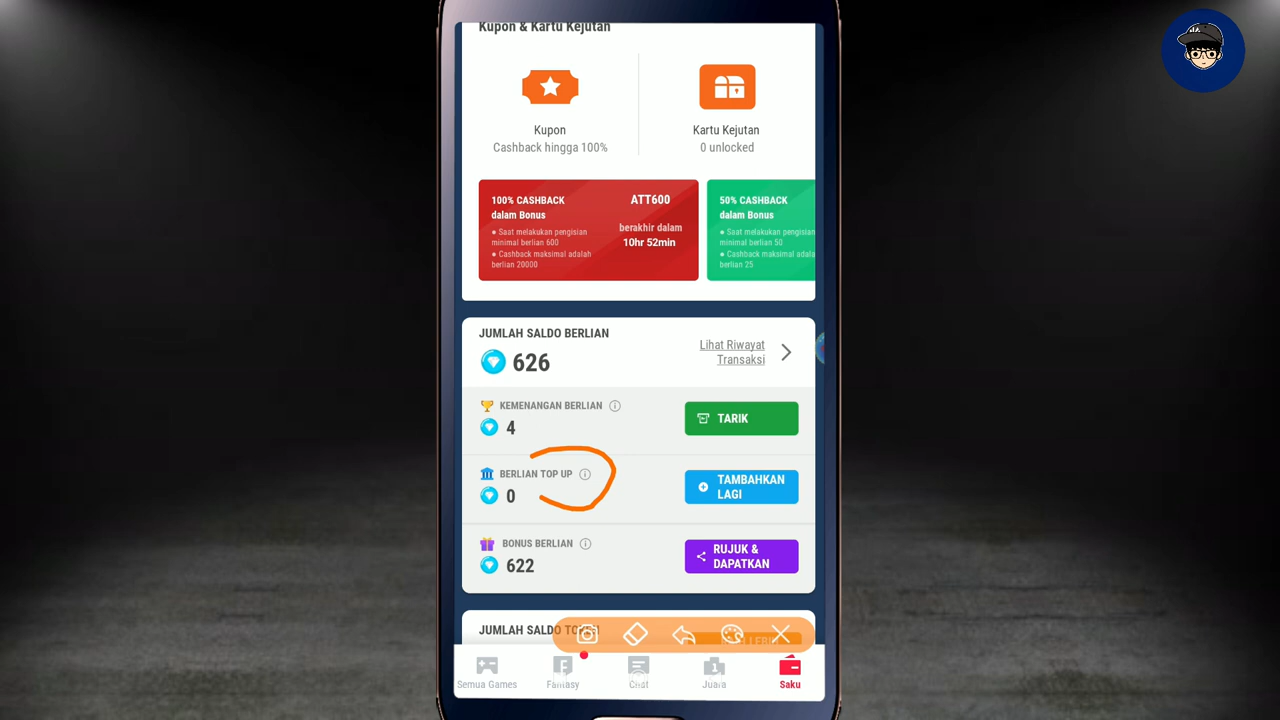 Kupon & Kartu Kejutan
Kupon
Cashback hingga 100%
Kartu Kejutan
0 unlocked
100% CASHBACK
dalam Bonus
● Saat melakukan pengisian
minimal berlian 600
● Cashback maksimal adalah
berlian 20000
ATT600
berakhir dalam
10hr 52min
50% CASHBACK
dalam Bonus
● Saat melakukan pengisian
minimal berlian 50
● Cashback maksimal adala
berlian 25
JUMLAH SALDO BERLIAN
626
Lihat Riwayat
Transaksi
KEMENANGAN BERLIAN
4
TARIK
BERLIAN TOP UP
0
TAMBAHKAN
LAGI
BONUS BERLIAN
622
RUJUK &
DAPATKAN
JUMLAH SALDO
Semua Games
Fantasy
Chat
Juara
Saku